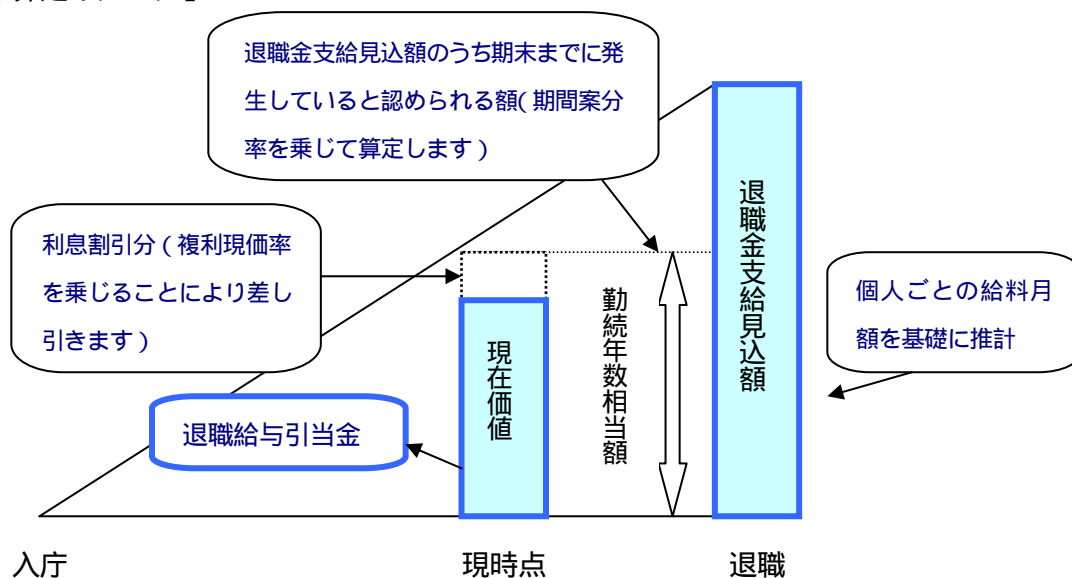 退職金支給見込額のうち期末までに発
生していると認められる額(期間案分
率を乗じて算定します)
利息割引分(複利現価率
を乗じることにより差し
引きます)
退職給与引当金
現在価値
勤続年数相当額
退職金支給見込額
個人ごとの給料月
額を基礎に推計
入庁
現時点
退職